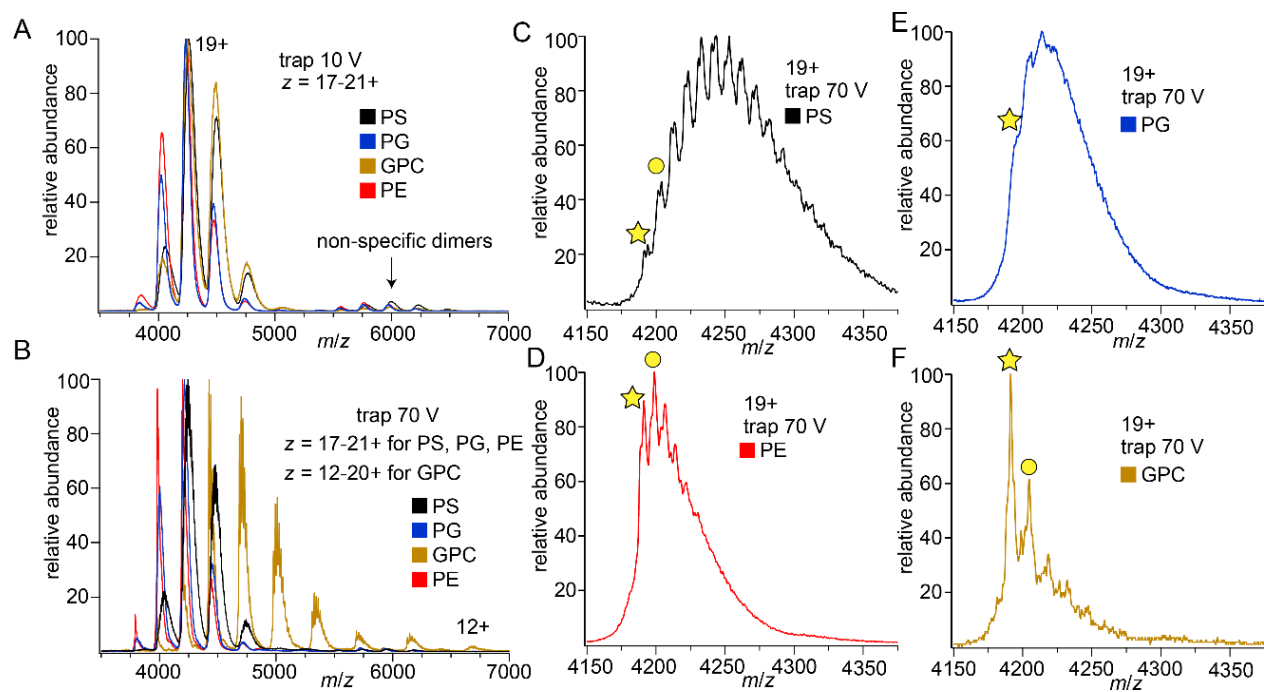 A
100
80
60
40
20
relative abundance
19+
trap 10 V
z = 17-21+
PS
PG
GPC
PE
non-specific dimers
4000
5000
6000
7000
m/z
B
100
80
60
40
20
relative abundance
trap 70 V
z = 17-21+ for PS, PG, PE
z = 12-20+ for GPC
PS
PG
GPC
PE
12+
4000
5000
6000
7000
m/z
C
100
80
60
40
20
relative abundance
19+
trap 70 V
PS
4150
4200
4250
4300
4350
m/z
D
100
80
60
40
20
relative abundance
19+
trap 70 V
PE
4150
4200
4250
4300
4350
m/z
E
100
80
60
40
20
relative abundance
19+
trap 70 V
PG
4150
4200
4250
4300
4350
m/z
F
100
80
60
40
20
relative abundance
19+
trap 70 V
GPC
4150
4200
4250
4300
4350
m/z